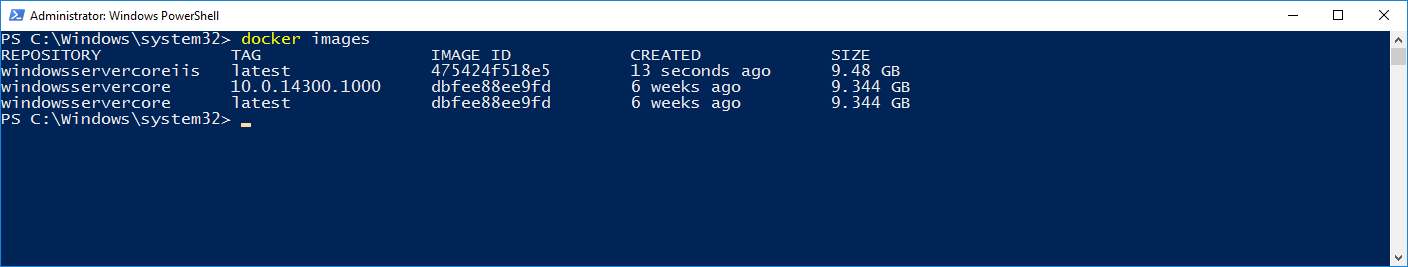 Administrator: Windows PowerShell
PS C:\Windows\system32> docker images
REPOSITORY TAG IMAGE ID CREATED SIZE
windowsservercoreiis latest 475424f518e5 13 seconds ago 9.48 GB
windowsservercore 10.0.14300.1000 dbfee88ee9fd 6 weeks ago 9.344 GB
windowsservercore latest dbfee88ee9fd 6 weeks ago 9.344 GB
PS C:\Windows\system32>